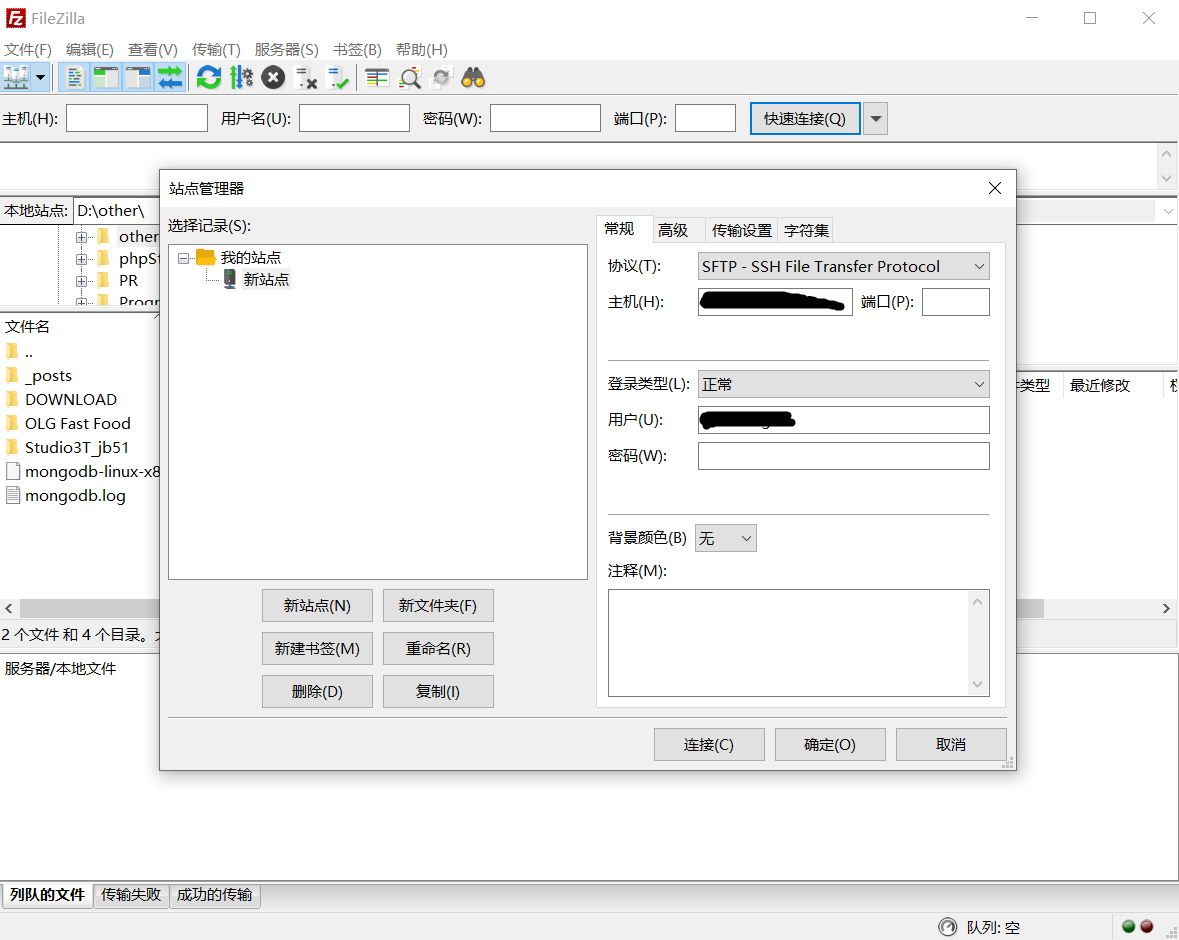 FileZilla
文件(F) 编辑(E) 查看(V) 传输(T) 服务器(S) 书签(B) 帮助(H)
主机(H): 用户名(U): 密码(W): 端口(P): 快速连接(Q)
本地站点: D:\other\
other
PR
文件名
..
_posts
DOWNLOAD
OLG Fast Food
Studio3T_jb51
mongodb-linux-x8
mongodb.log
2 个文件 和 4 个目录。
服务器/本地文件
站点管理器
选择记录(S):
我的站点
新站点
新站点(N) 新文件夹(F)
新建书签(M) 重命名(R)
删除(D) 复制(I)
常规 高级 传输设置 字符集
协议(T): SFTP - SSH File Transfer Protocol
主机(H): 端口(P):
登录类型(L): 正常
用户(U):
密码(W):
背景颜色(B) 无
注释(M):
连接(C) 确定(O) 取消
类型 最近修改
列队的文件 传输失败 成功的传输
队列: 空